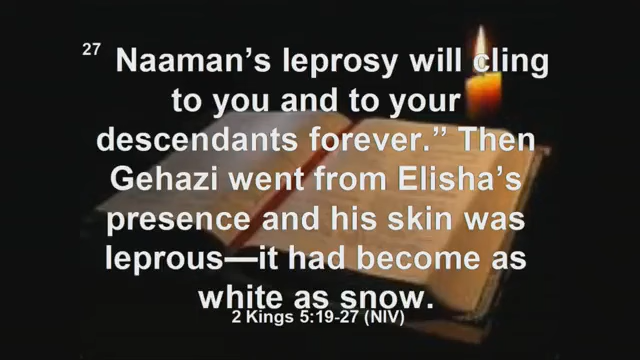 27 Naaman’s leprosy will cling
to you and to your
descendants forever.” Then
Gehazi went from Elisha’s
presence and his skin was
leprous—it had become as
white as snow.
2 Kings 5:19-27 (NIV)